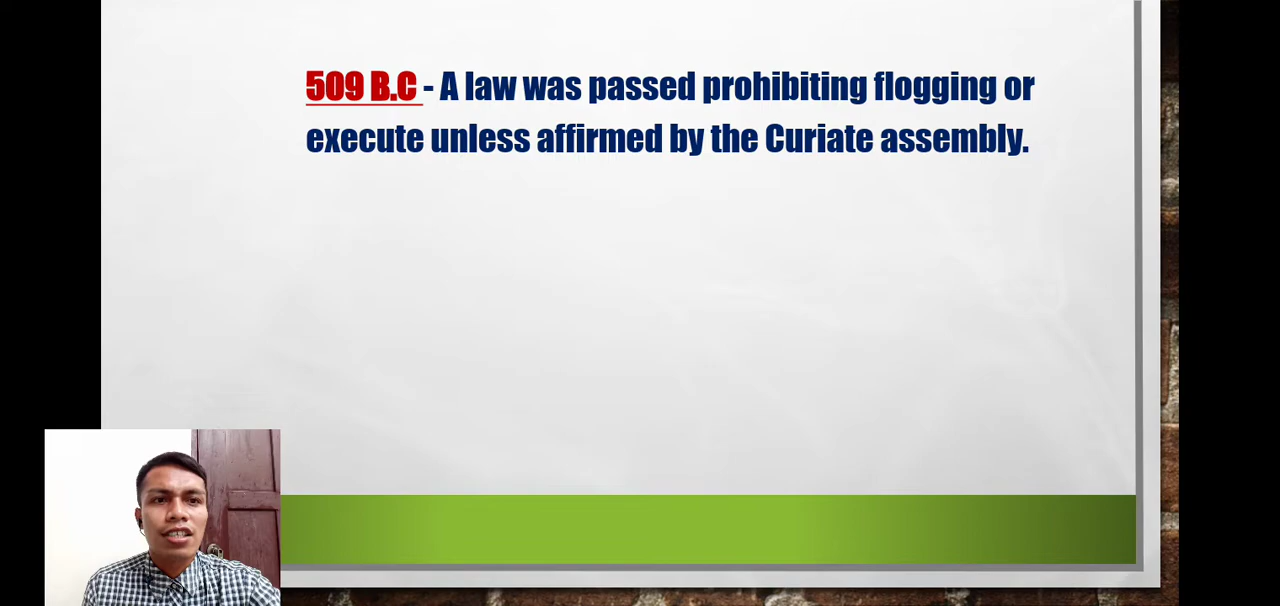 509 B.C - A law was passed prohibiting flogging or
execute unless affirmed by the Curiate assembly.